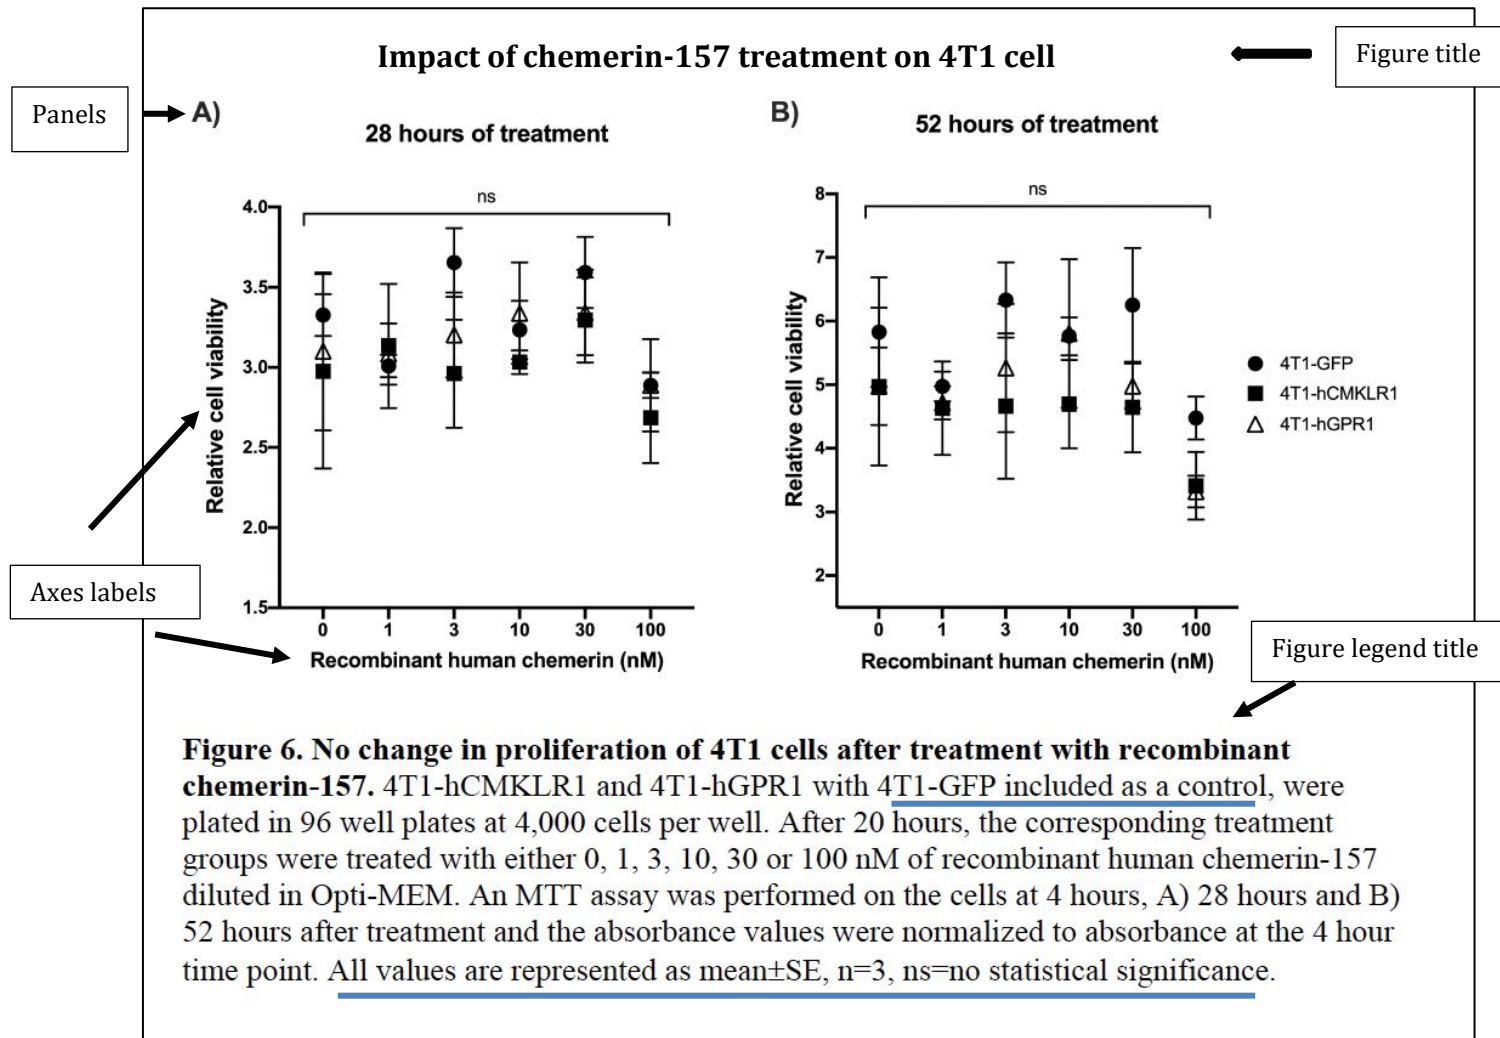 Impact of chemerin-157 treatment on 4T1 cell
Figure title
Panels
A)
28 hours of treatment
B)
52 hours of treatment
ns
4.0
3.5
3.0
2.5
2.0
1.5
Relative cell viability
0 1 3 10 30 100
Recombinant human chemerin (nM)
ns
8
7
6
5
4
3
2
Relative cell viability
0 1 3 10 30 100
Recombinant human chemerin (nM)
4T1-GFP
4T1-hCMKLR1
4T1-hGPR1
Axes labels
Figure legend title
Figure 6. No change in proliferation of 4T1 cells after treatment with recombinant
chemerin-157. 4T1-hCMKLR1 and 4T1-hGPR1 with 4T1-GFP included as a control, were
plated in 96 well plates at 4,000 cells per well. After 20 hours, the corresponding treatment
groups were treated with either 0, 1, 3, 10, 30 or 100 nM of recombinant human chemerin-157
diluted in Opti-MEM. An MTT assay was performed on the cells at 4 hours, A) 28 hours and B)
52 hours after treatment and the absorbance values were normalized to absorbance at the 4 hour
time point. All values are represented as mean±SE, n=3, ns=no statistical significance.